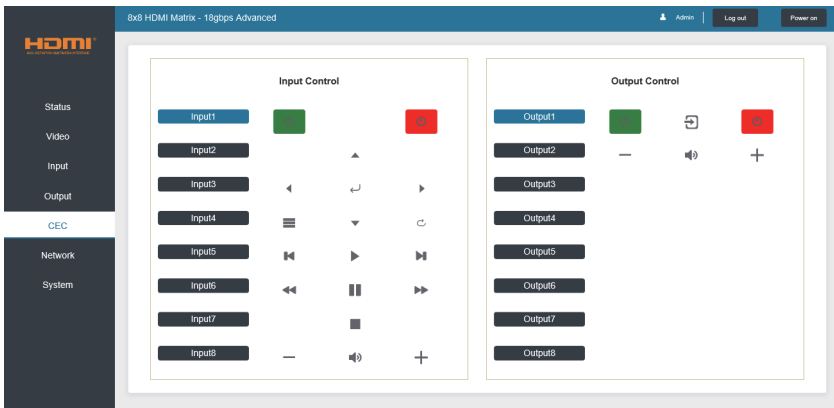 8x8 HDMI Matrix - 18gbps Advanced
Admin
Log out
Power on
HDMI
Status
Video
Input
Output
CEC
Network
System
Input Control
Input1
Input2
Input3
Input4
Input5
Input6
Input7
Input8
Output Control
Output1
Output2
Output3
Output4
Output5
Output6
Output7
Output8